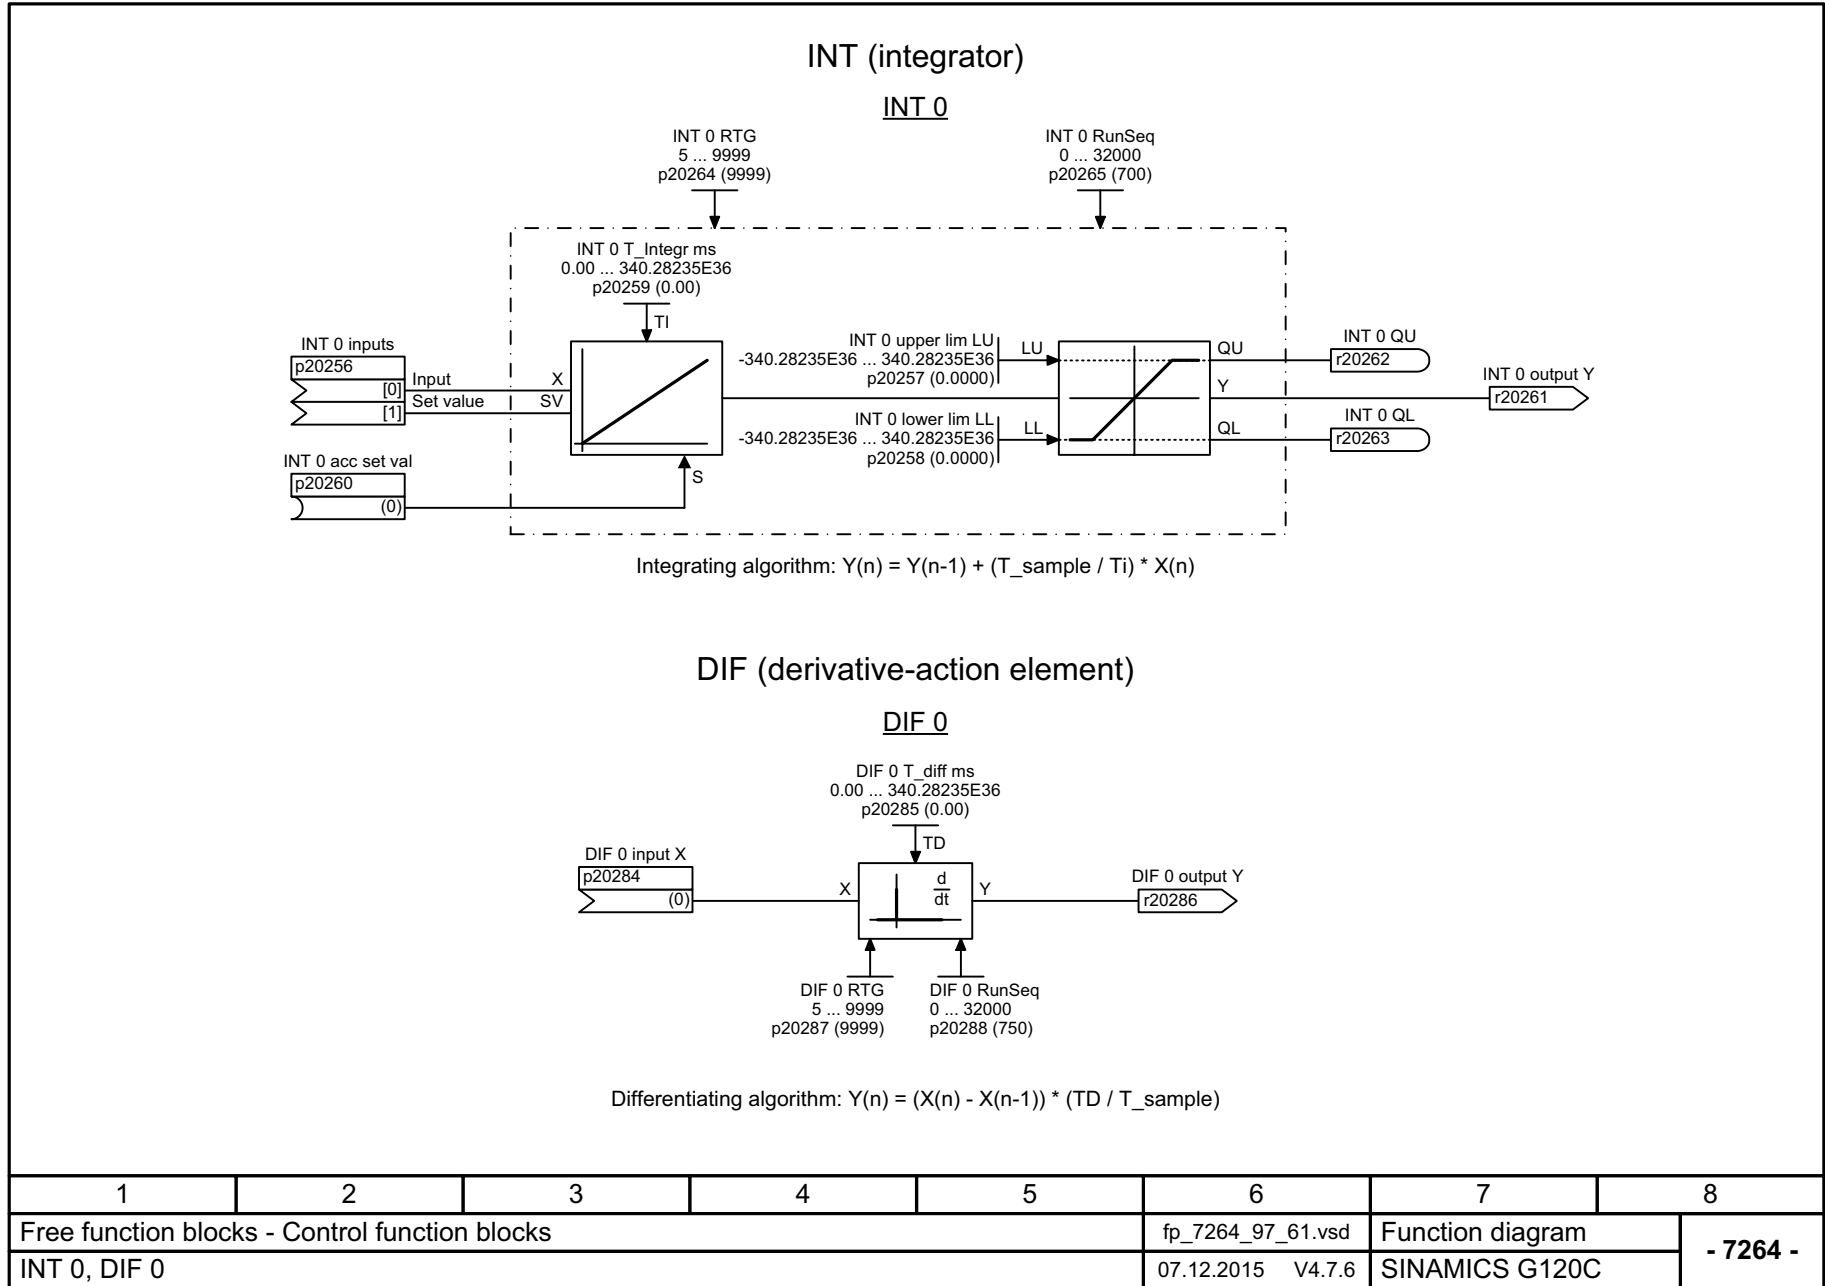 INT (integrator)
INT 0
INT 0 RTG
5 ... 9999
p20264 (9999)
INT 0 RunSeq
0 ... 32000
p20265 (700)
INT 0 T_Integr ms
0.00 ... 340.28235E36
p20259 (0.00)
TI
INT 0 inputs
p20256
[0]
[1]
Input
Set value
X
SV
INT 0 acc set val
p20260
(0)
S
INT 0 upper lim LU
-340.28235E36 ... 340.28235E36
p20257 (0.0000)
LU
INT 0 lower lim LL
-340.28235E36 ... 340.28235E36
p20258 (0.0000)
LL
QU
Y
QL
INT 0 QU
r20262
INT 0 output Y
r20261
INT 0 QL
r20263
Integrating algorithm: Y(n) = Y(n-1) + (T_sample / Ti) * X(n)
DIF (derivative-action element)
DIF 0
DIF 0 T_diff ms
0.00 ... 340.28235E36
p20285 (0.00)
TD
DIF 0 input X
p20284
(0)
X
d
dt
Y
DIF 0 output Y
r20286
DIF 0 RTG
5 ... 9999
p20287 (9999)
DIF 0 RunSeq
0 ... 32000
p20288 (750)
Differentiating algorithm: Y(n) = (X(n) - X(n-1)) * (TD / T_sample)
1 2 3 4 5 6 7 8
Free function blocks - Control function blocks fp_7264_97_61.vsd Function diagram
- 7264 -
INT 0, DIF 0 07.12.2015 V4.7.6 SINAMICS G120C